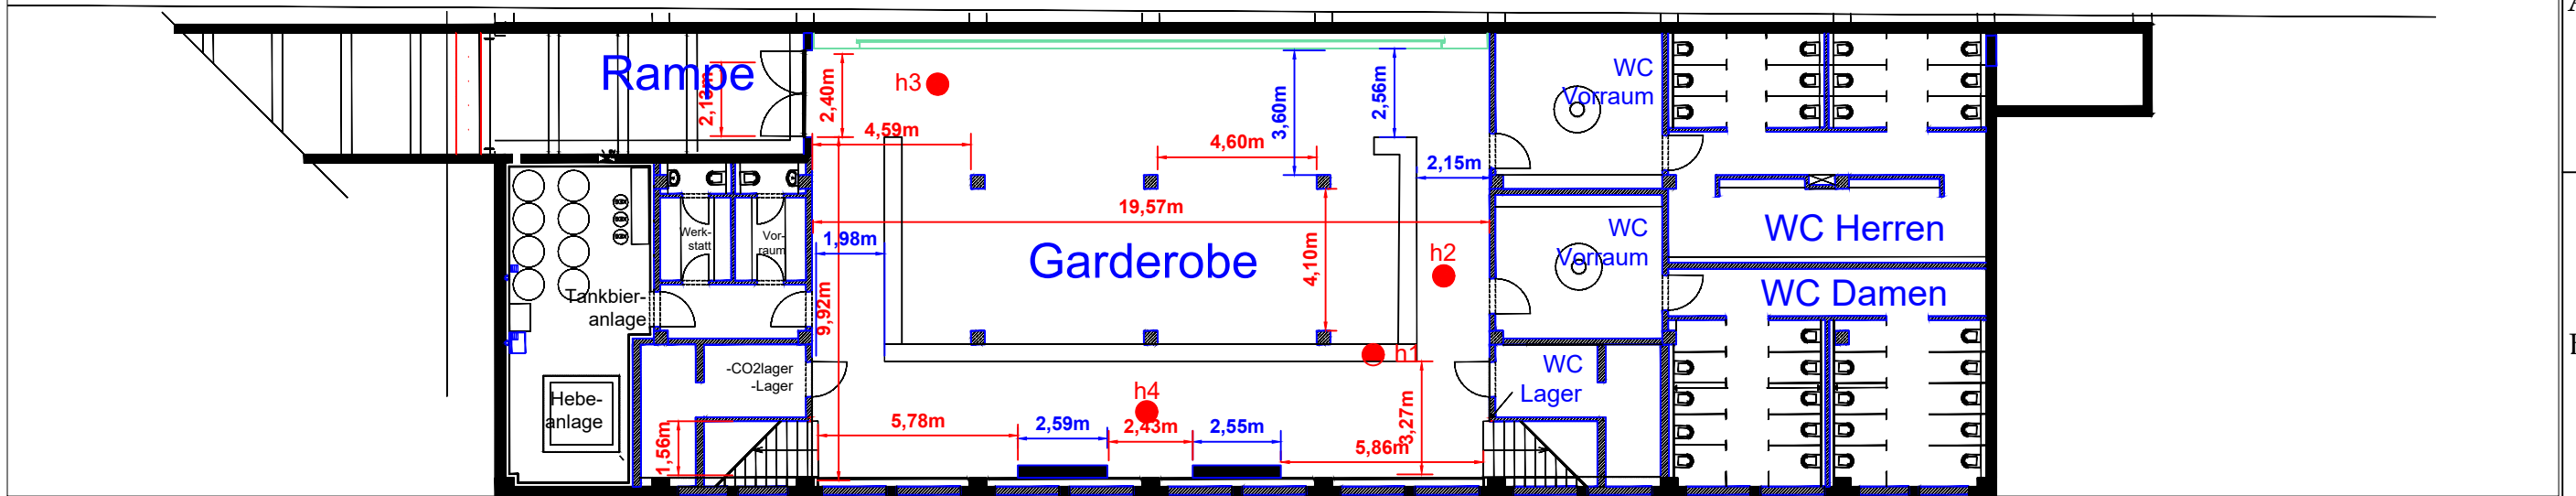 Rampe
2,13m
2,40m
h3
4,59m
4,60m
3,60m
2,56m
2,15m
WC
Vorraum
19,57m
1,98m
Garderobe
4,10m
h2
WC
Vorraum
WC Herren
WC Damen
Werk-
statt
Vor-
raum
Tankbier-
anlage
9,92m
-CO2lager
-Lager
h1
WC
Lager
Hebe-
anlage
h4
1,56m
5,78m
2,59m
2,43m
2,55m
5,86m
3,27m